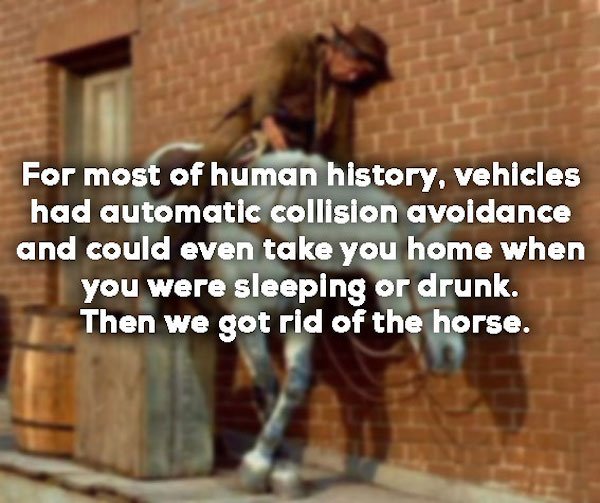 For most of human history, vehicles
had automatic collision avoidance
and could even take you home when
you were sleeping or drunk.
Then we got rid of the horse.